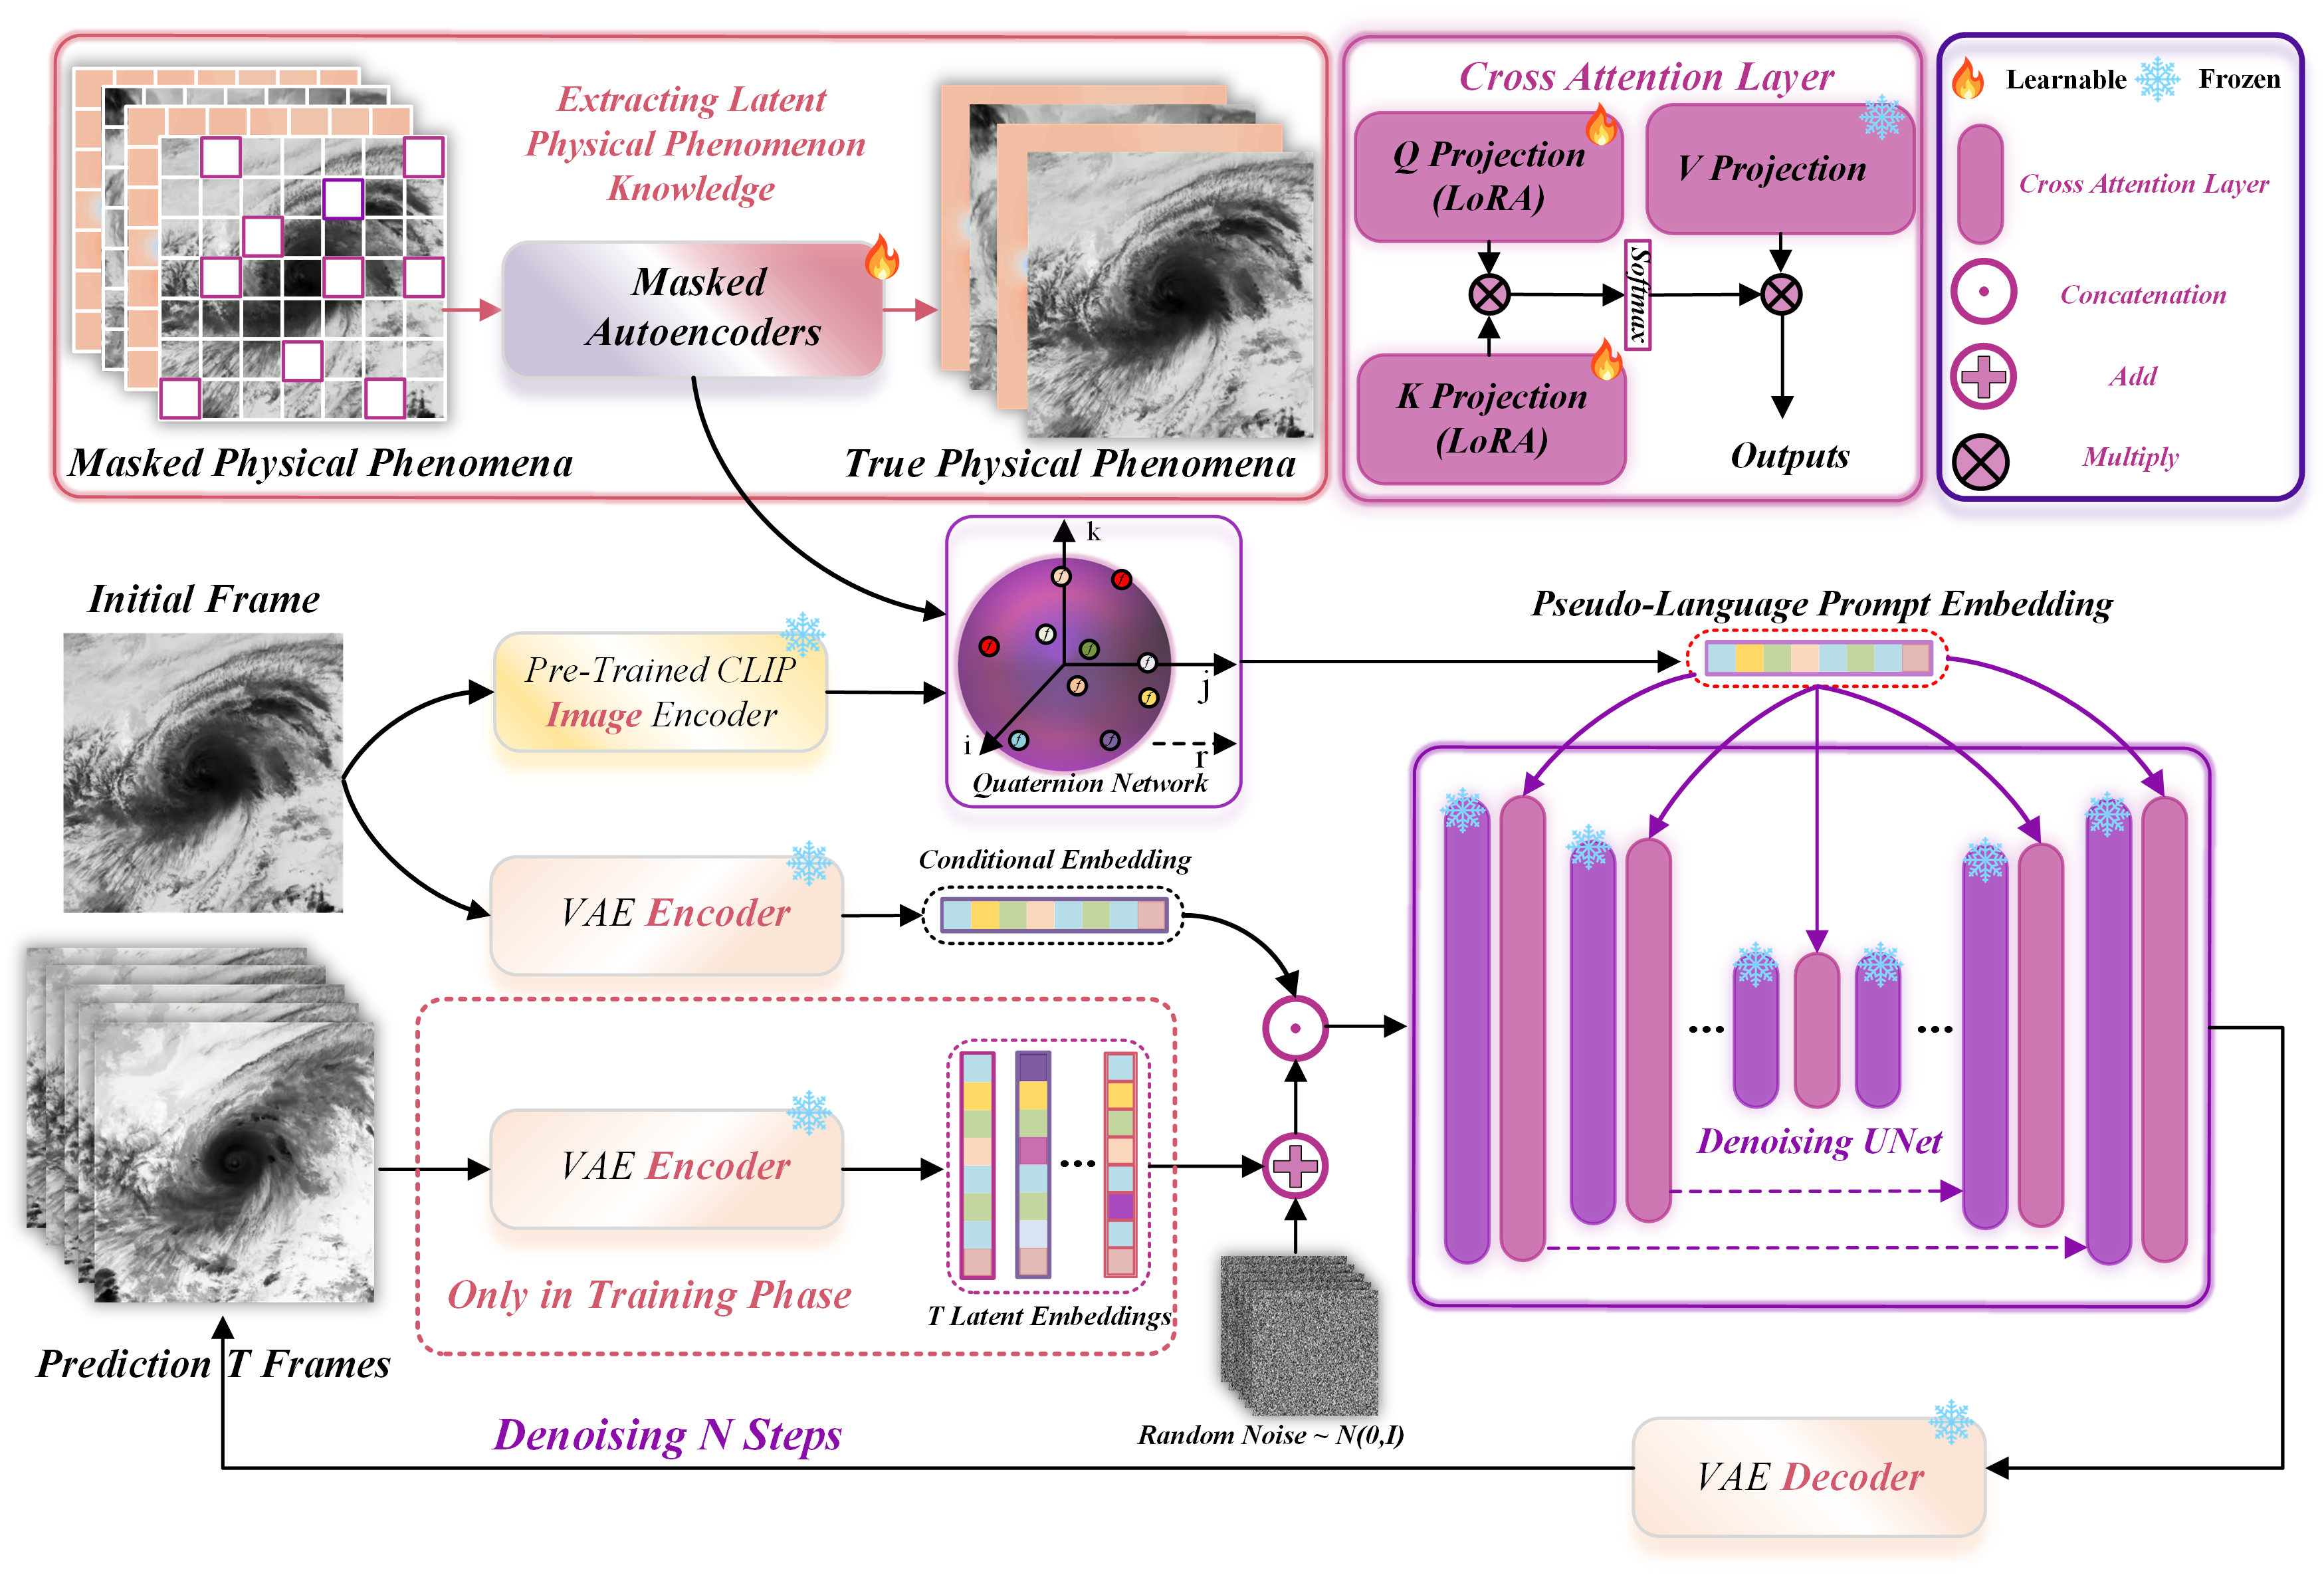 Extracting Latent
Physical Phenomenon
Knowledge
Masked
Autoencoders
Masked Physical Phenomena
True Physical Phenomena
Cross Attention Layer
Q Projection
(LoRA)
V Projection
Softmax
K Projection
(LoRA)
Outputs
Learnable
Frozen
Cross Attention Layer
Concatenation
Add
Multiply
Initial Frame
Pre-Trained CLIP
Image Encoder
k
j
i
r
Quaternion Network
Pseudo-Language Prompt Embedding
VAE Encoder
Conditional Embedding
VAE Encoder
Only in Training Phase
T Latent Embeddings
Denoising UNet
Prediction T Frames
Denoising N Steps
Random Noise ~ N(0,I)
VAE Decoder